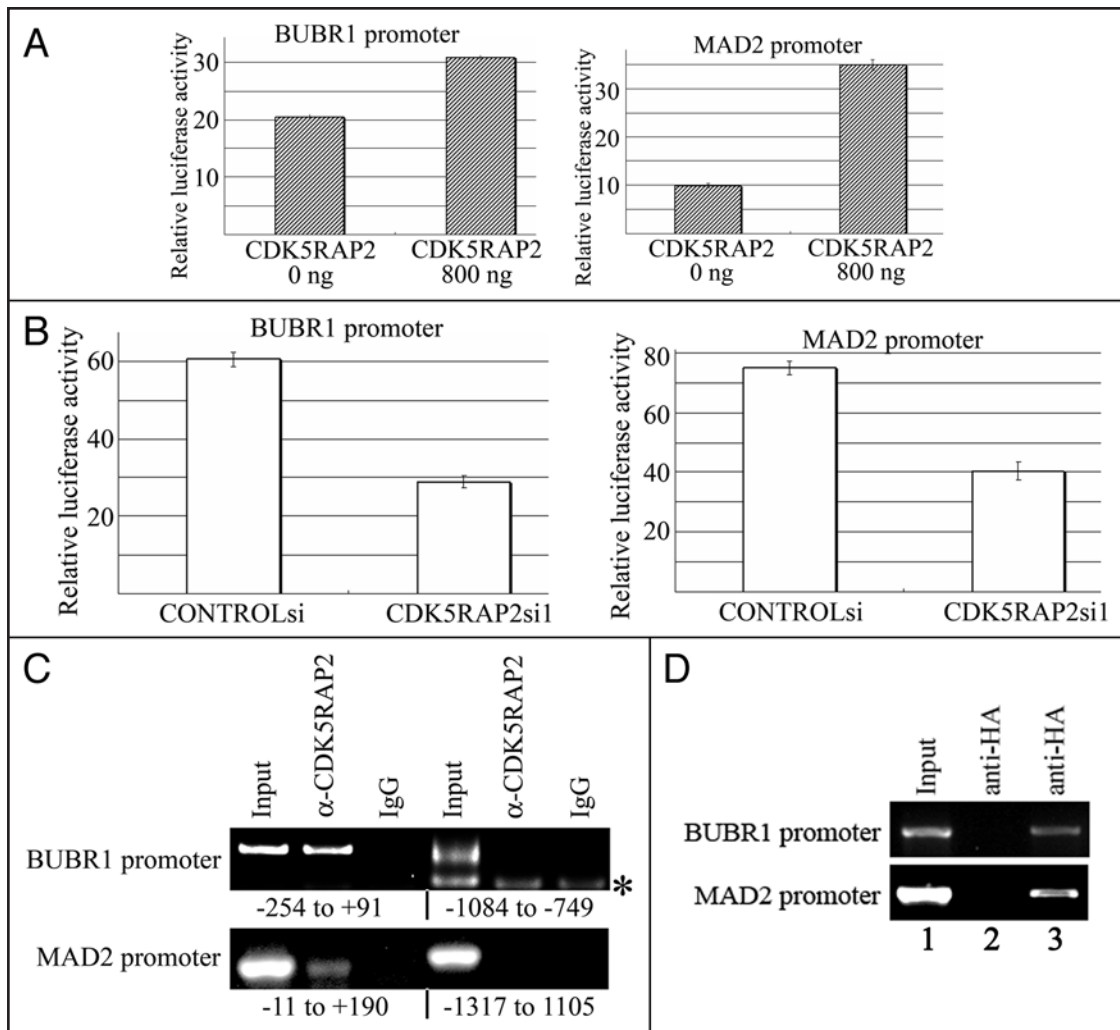 A
BUBR1 promoter
Relative luciferase activity
30
20
10
CDK5RAP2
0 ng
CDK5RAP2
800 ng
MAD2 promoter
Relative luciferase activity
30
20
10
CDK5RAP2
0 ng
CDK5RAP2
800 ng
B
BUBR1 promoter
Relative luciferase activity
60
40
20
CONTROLsi
CDK5RAP2si1
MAD2 promoter
Relative luciferase activity
80
60
40
20
CONTROLsi
CDK5RAP2si1
C
Input
α-CDK5RAP2
IgG
Input
α-CDK5RAP2
IgG
BUBR1 promoter
*
-254 to +91
-1084 to -749
MAD2 promoter
-11 to +190
-1317 to 1105
D
Input
anti-HA
anti-HA
BUBR1 promoter
MAD2 promoter
1 2 3